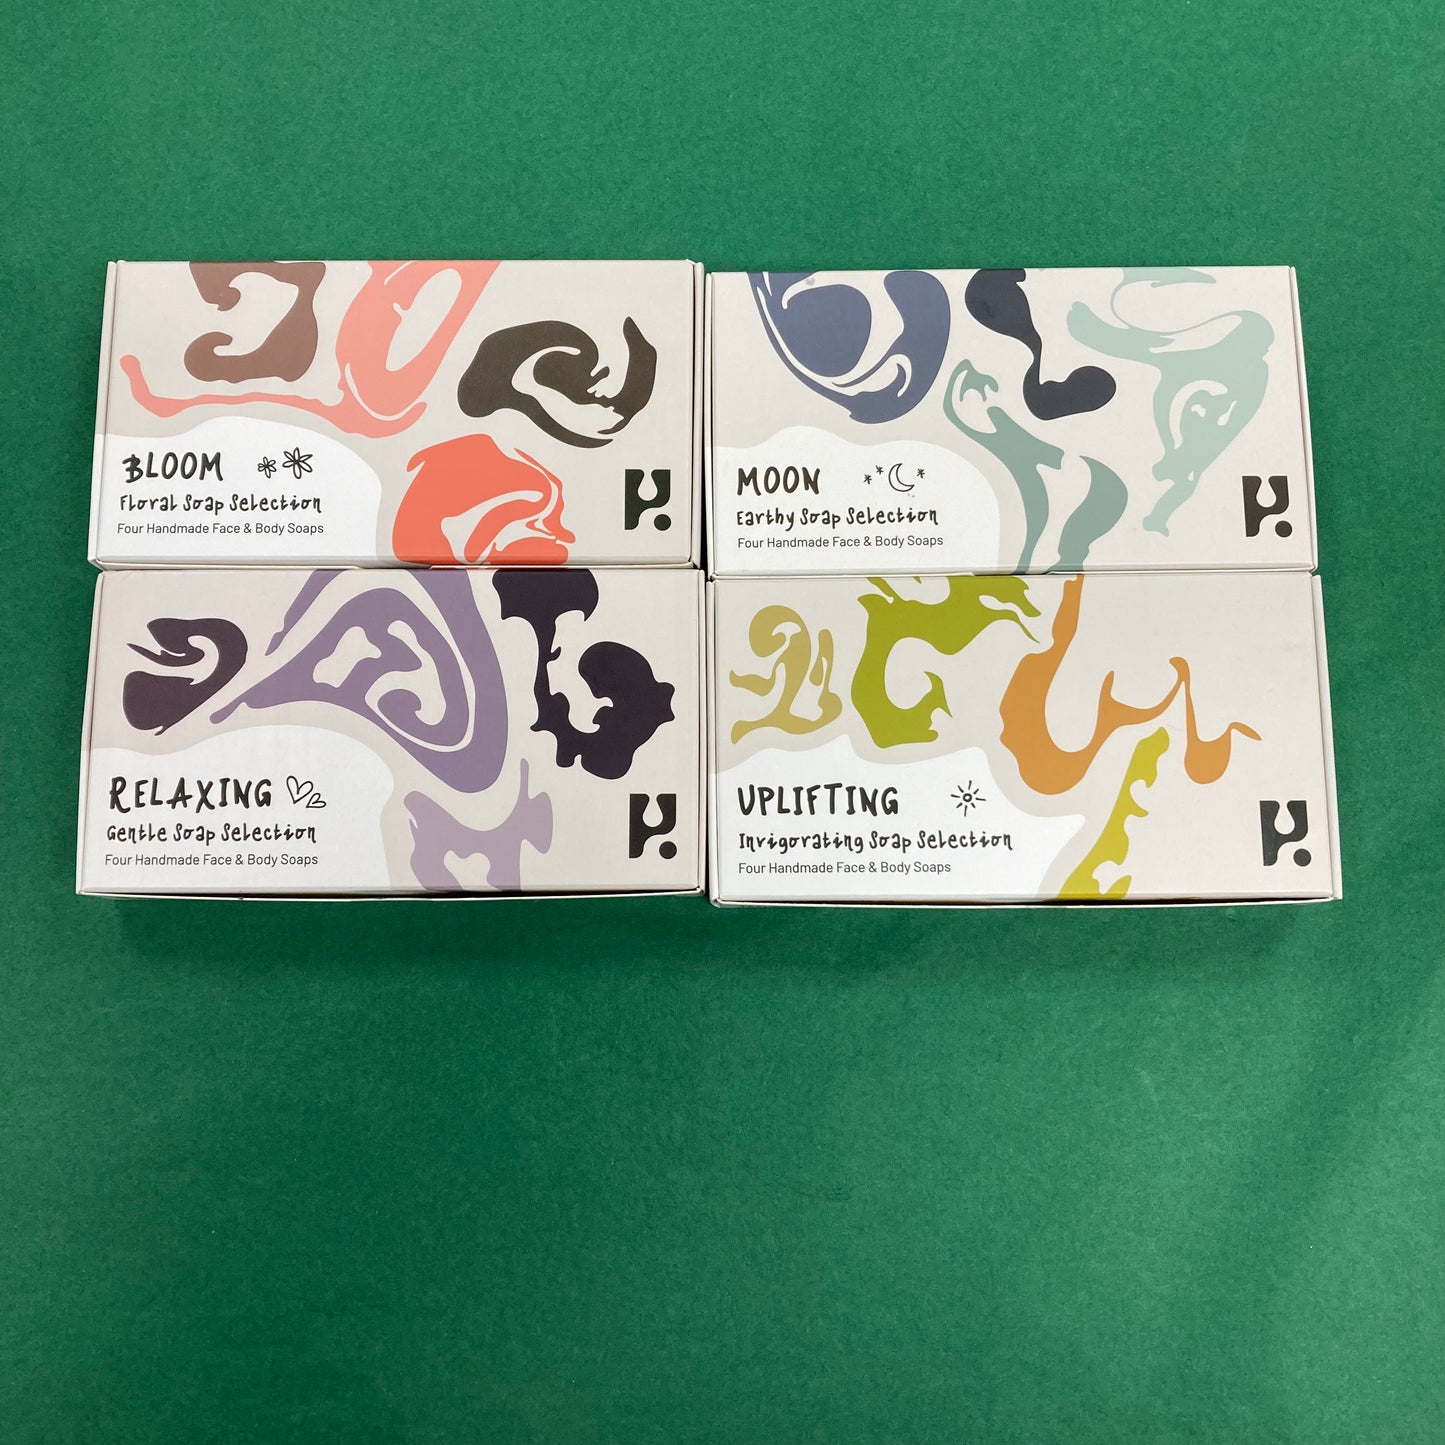 BLOOM
Floral Soap Selection
Four Handmade Face & Body Soaps
MOON
Earthy Soap Selection
Four Handmade Face & Body Soaps
RELAXING
Gentle Soap Selection
Four Handmade Face & Body Soaps
UPLIFTING
Invigorating Soap Selection
Four Handmade Face & Body Soaps